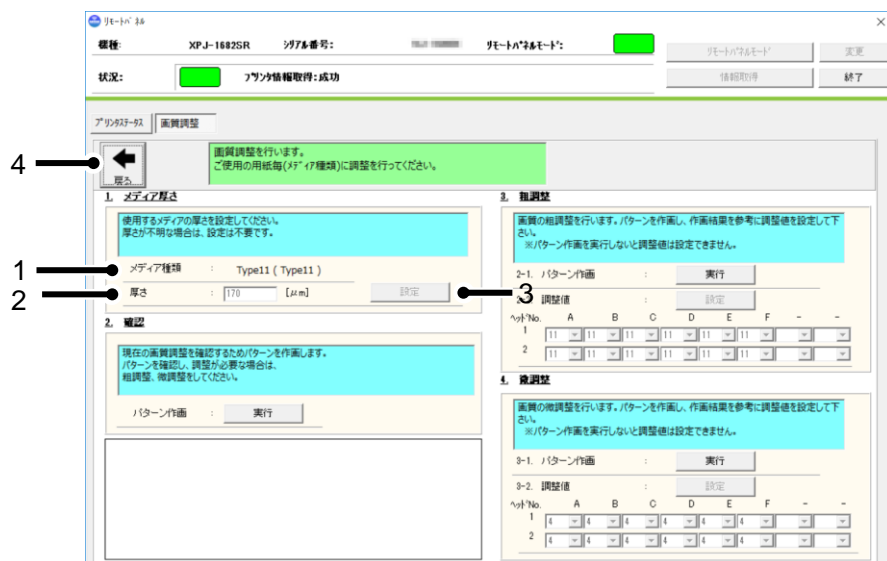 リモートパネル
機種: XPJ-1682SR シリアル番号: リモートパネルモード:
リモートパネルモード 変更
状況: プリンタ情報取得:成功
情報取得 終了
プリンタステータス 画質調整
4
戻る
画質調整を行います。
ご使用の用紙毎(メディア種類)に調整を行ってください。
1. メディア厚さ
使用するメディアの厚さを設定してください。
厚さが不明な場合は、設定は不要です。
1
メディア種類 : Type11 ( Type11 )
2
厚さ : 170 [μm] 設定
3
2. 確認
現在の画質調整を確認するためパターンを作画します。
パターンを確認し、調整が必要な場合は、
粗調整、微調整をしてください。
パターン作画 : 実行
3. 粗調整
画質の粗調整を行います。パターンを作画し、作画結果を参考に調整値を設定して下
さい。
※パターン作画を実行しないと調整値は設定できません。
2-1. パターン作画 : 実行
調整値 : 設定
ヘッドNo. A B C D E F - -
1 11 11 11 11 11 11
2 11 11 11 11 11 11
4. 微調整
画質の微調整を行います。パターンを作画し、作画結果を参考に調整値を設定して下
さい。
※パターン作画を実行しないと調整値は設定できません。
3-1. パターン作画 : 実行
3-2. 調整値 : 設定
ヘッドNo. A B C D E F - -
1 4 4 4 4 4 4
2 4 4 4 4 4 4